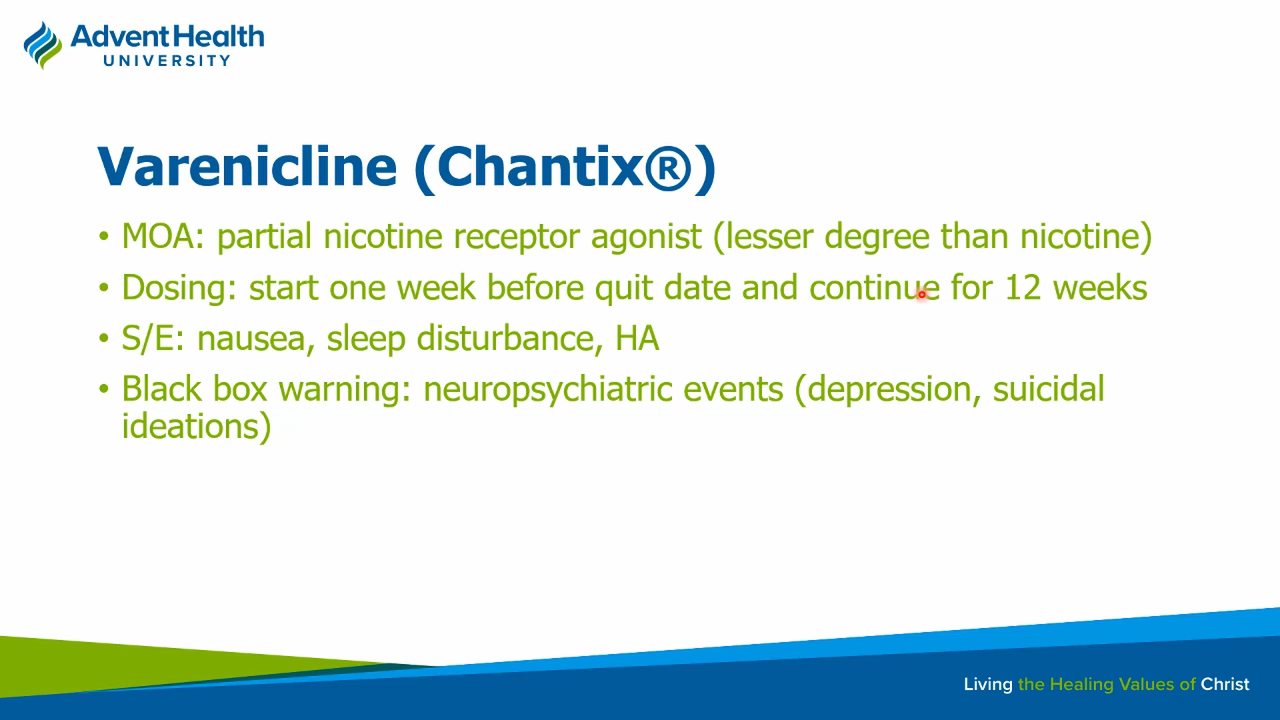 AdventHealth
UNIVERSITY
Varenicline (Chantix®)
• MOA: partial nicotine receptor agonist (lesser degree than nicotine)
• Dosing: start one week before quit date and continue for 12 weeks
• S/E: nausea, sleep disturbance, HA
• Black box warning: neuropsychiatric events (depression, suicidal
ideations)
Living the Healing Values of Christ